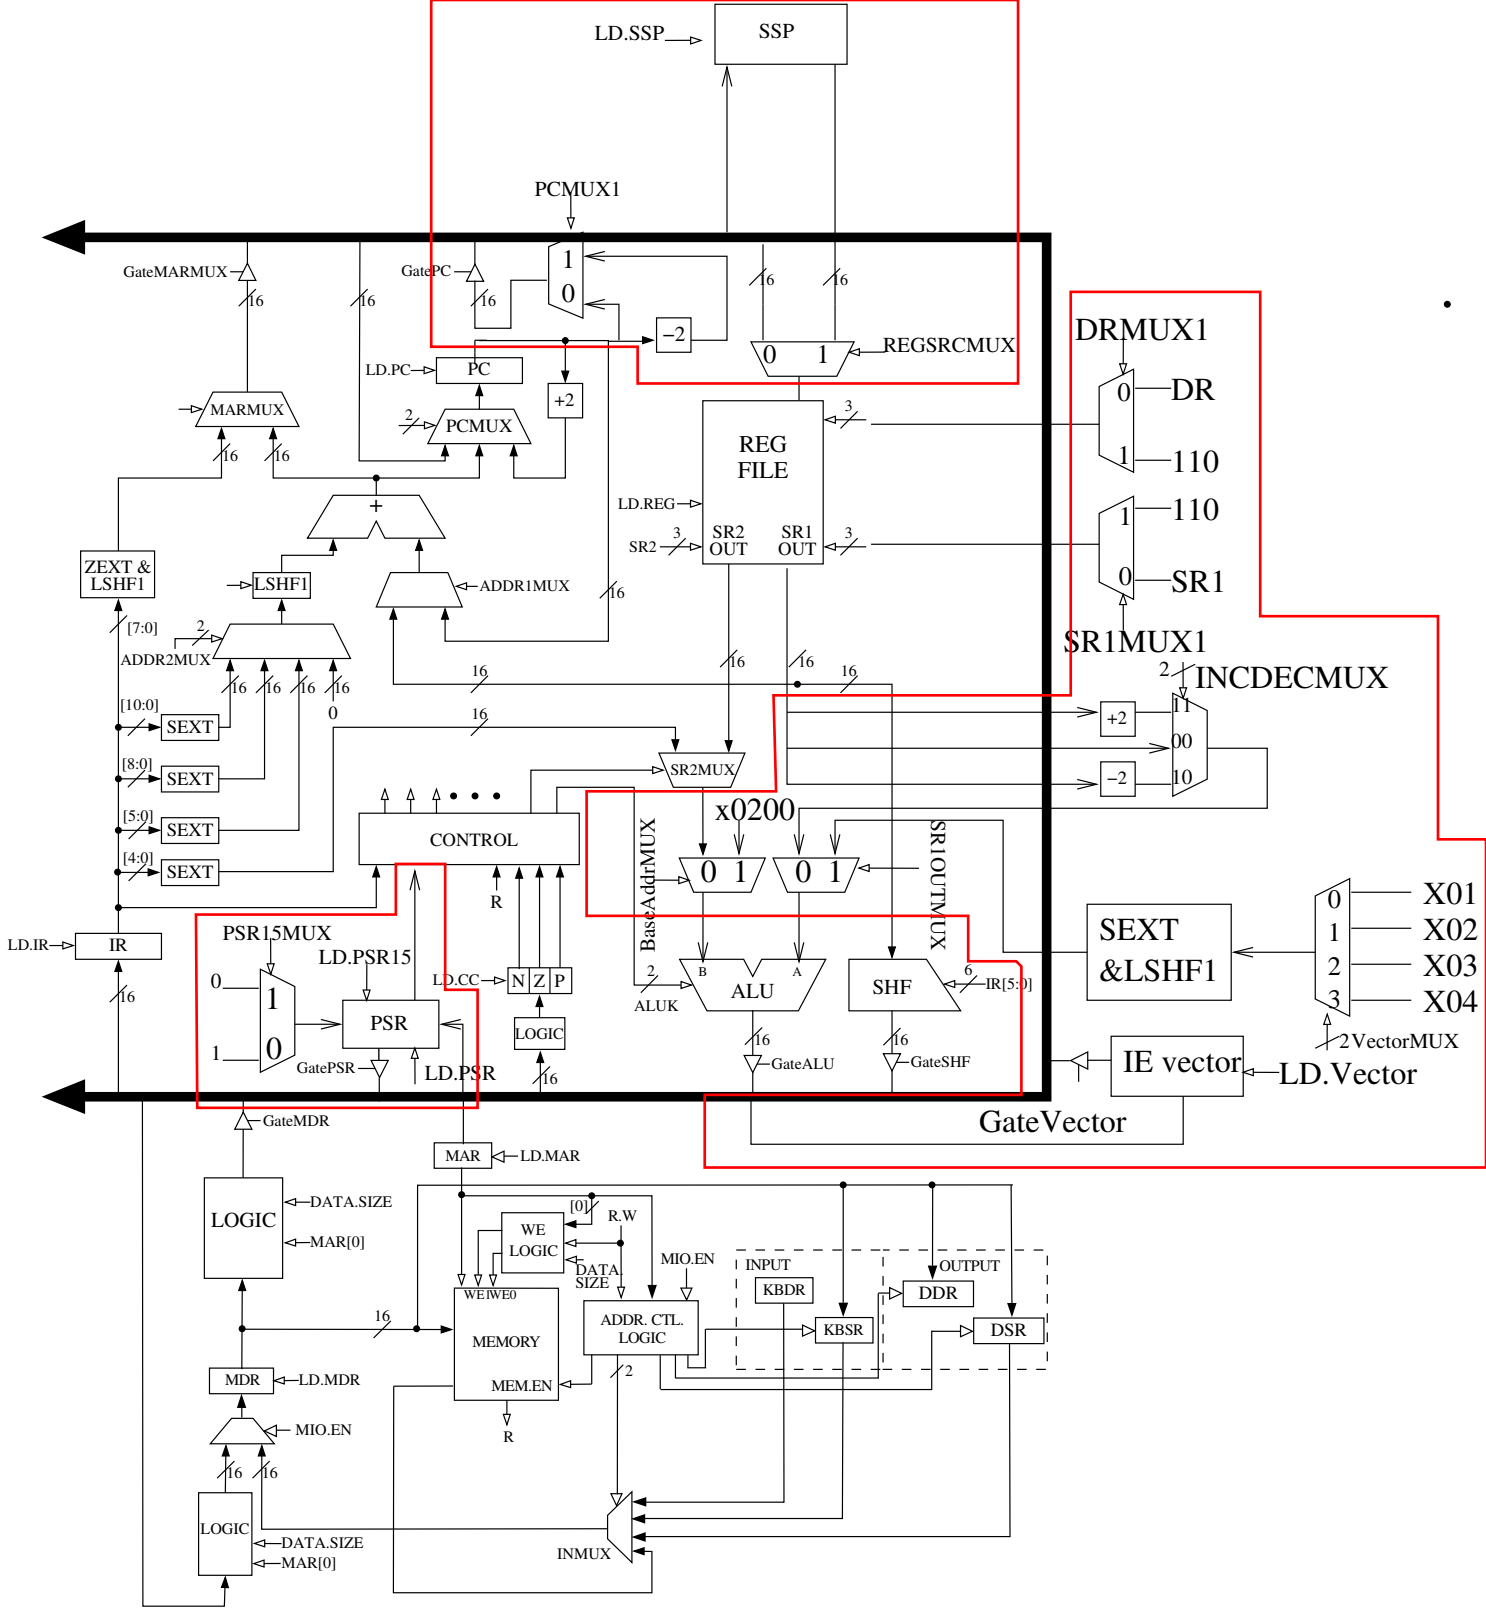 LD.SSP
SSP
PCMUX1
GateMARMUX
GatePC
1
0
16
16
16
16
16
−2
0 1
REGSRCMUX
DRMUX1
0
DR
1
110
LD.PC
PC
+2
MARMUX
2
PCMUX
3
REG
FILE
16
16
+
LD.REG
SR2
3
SR2
OUT
SR1
OUT
3
1
110
0
SR1
SR1MUX1
ZEXT &
LSHF1
LSHF1
ADDR1MUX
16
[7:0]
2
ADDR2MUX
16
16
16
16
0
16
16
16
16
2
INCDECMUX
[10:0]
SEXT
16
+2
11
00
−2
10
[8:0]
SEXT
SR2MUX
[5:0]
SEXT
CONTROL
x0200
[4:0]
SEXT
BaseAddrMUX
0 1
0 1
SR1OUTMUX
R
0
X01
1
X02
2
X03
3
X04
2VectorMUX
SEXT
&LSHF1
LD.IR
IR
PSR15MUX
LD.PSR15
0
1
1
0
PSR
GatePSR
LD.PSR
LD.CC
N Z P
LOGIC
16
16
2
ALUK
B
A
ALU
SHF
6
IR[5:0]
16
16
GateALU
GateSHF
IE vector
LD.Vector
GateVector
GateMDR
MAR
LD.MAR
LOGIC
DATA.SIZE
MAR[0]
[0]
R.W
WE
LOGIC
DATA.
SIZE
MIO.EN
INPUT
OUTPUT
KBDR
DDR
KBSR
DSR
WE1WE0
ADDR. CTL.
LOGIC
MEMORY
MEM.EN
16
2
R
MDR
LD.MDR
MIO.EN
16
16
LOGIC
DATA.SIZE
MAR[0]
INMUX